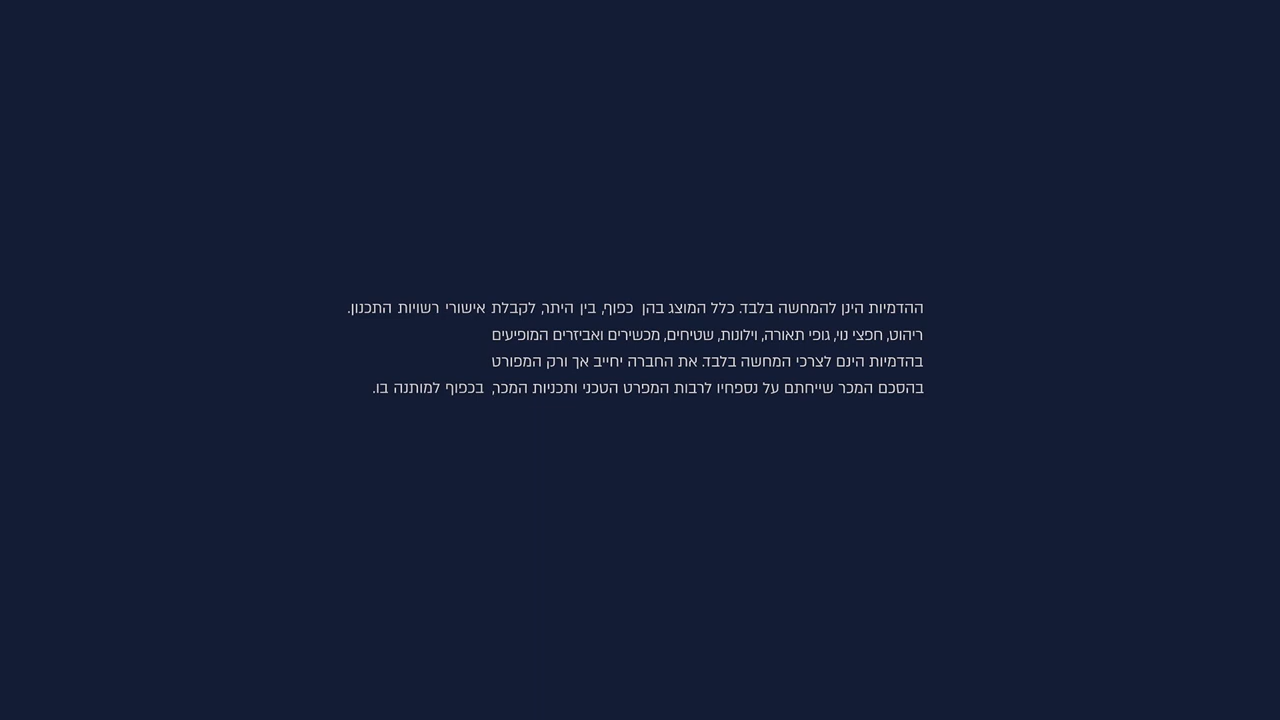 ההדמיות הינן להמחשה בלבד. כלל המוצג בהן כפוף, בין היתר, לקבלת אישורי רשויות התכנון.
ריהוט, חפצי נוי, גופי תאורה, וילונות, שטיחים, מכשירים ואביזרים המופיעים
בהדמיות הינם לצרכי המחשה בלבד. את החברה יחייב אך ורק המפורט
בהסכם המכר שייחתם על נספחיו לרבות המפרט הטכני ותכניות המכר, בכפוף למותנה בו.